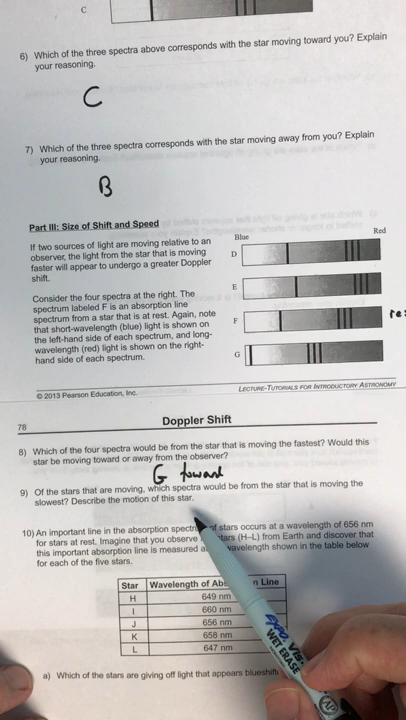 C
6) Which of the three spectra above corresponds with the star moving toward you? Explain
your reasoning.
C
7) Which of the three spectra corresponds with the star moving away from you? Explain
your reasoning.
B
Part III: Size of Shift and Speed
If two sources of light are moving relative to an
observer, the light from the star that is moving
faster will appear to undergo a greater Doppler
shift.
Consider the four spectra at the right. The
spectrum labeled F is an absorption line
spectrum from a star that is at rest. Again, note
that short-wavelength (blue) light is shown on
the left-hand side of each spectrum, and long-
wavelength (red) light is shown on the right-
hand side of each spectrum.
Blue Red
D
E
F
G
© 2013 Pearson Education, Inc.
LECTURE-TUTORIALS FOR INTRODUCTORY ASTRONOMY
78
Doppler Shift
8) Which of the four spectra would be from the star that is moving the fastest? Would this
star be moving toward or away from the observer?
G toward
9) Of the stars that are moving, which spectra would be from the star that is moving the
slowest? Describe the motion of this star.
10) An important line in the absorption of stars occurs at a wavelength of 656 nm
for stars at rest. Imagine that you observe (H–L) from Earth and discover that
this important absorption line is measured wavelength shown in the table below
for each of the five stars.
Star Wavelength of Line
H 649 nm
I 660 nm
J 656 nm
K 658 nm
L 647 nm
a) Which of the stars are giving off light that appears
EXPO VIS
WET ERASE
AP